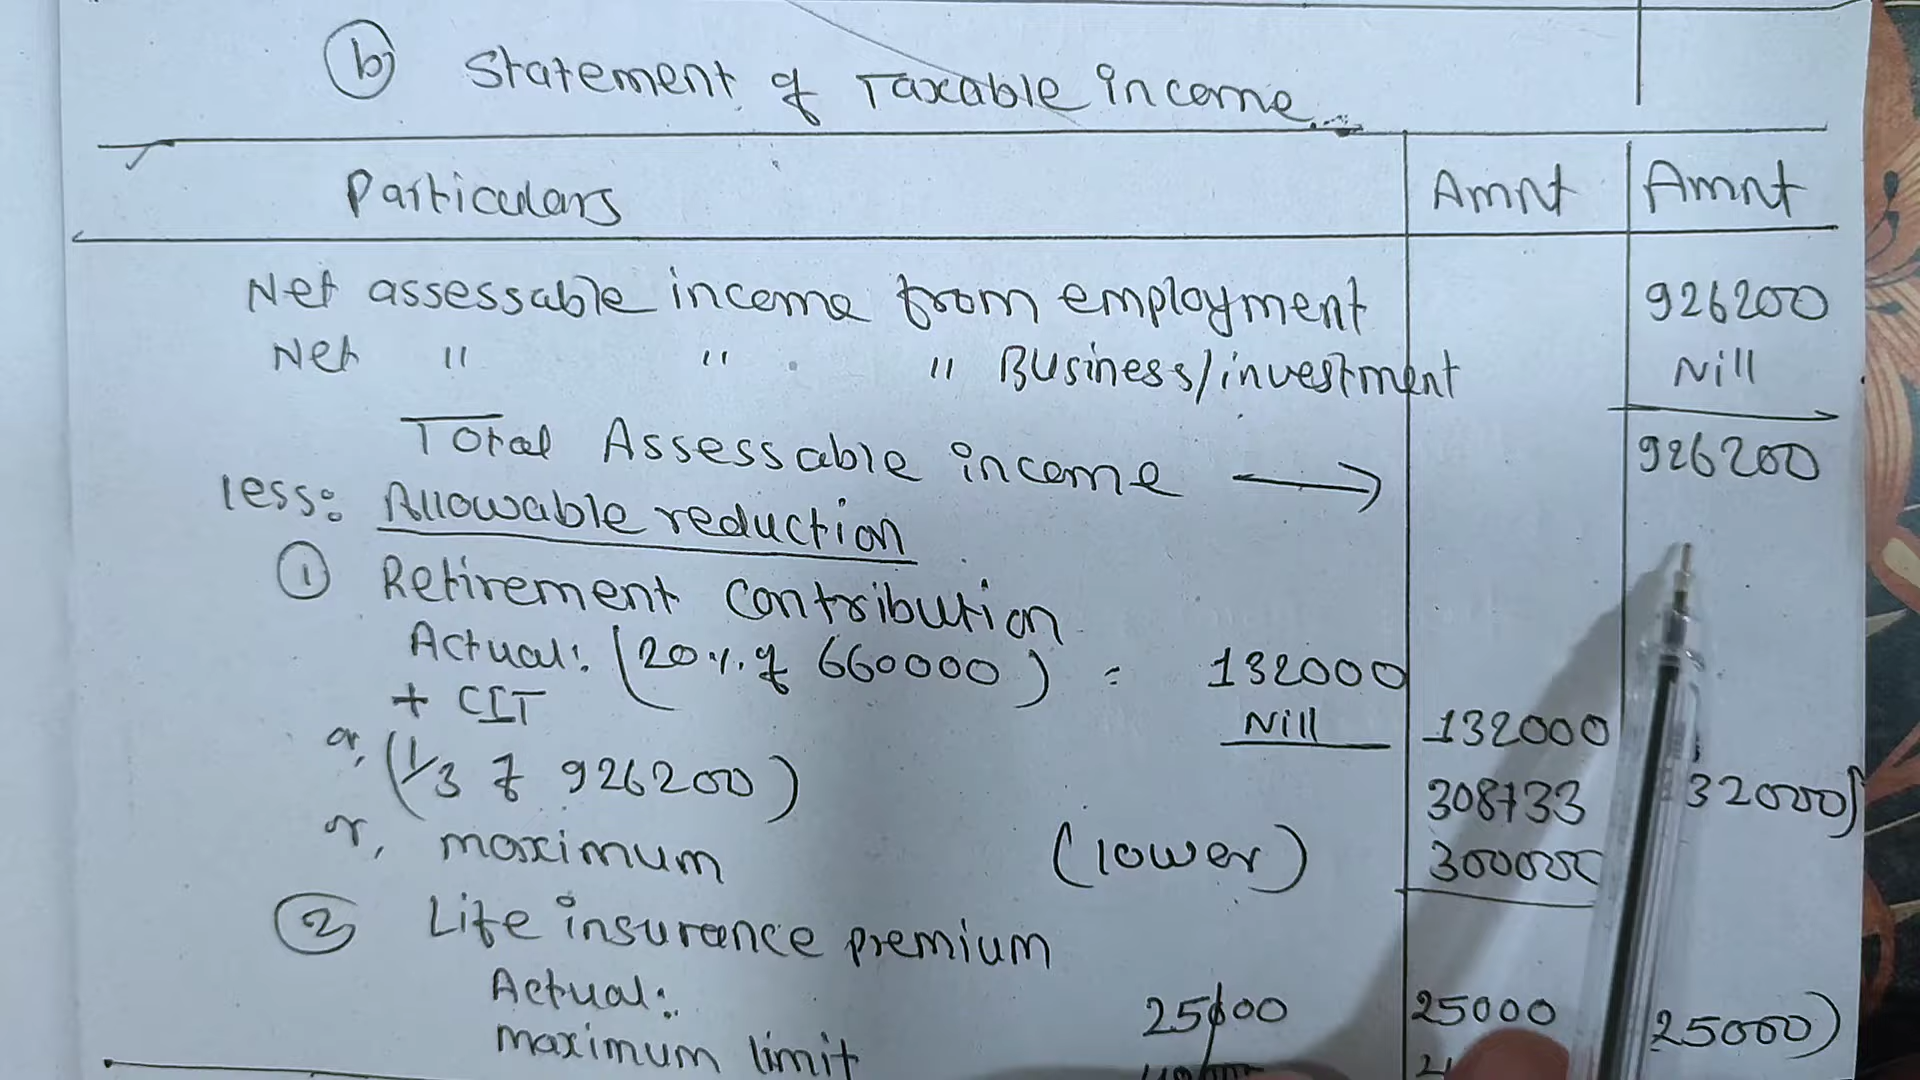 (b) Statement of Taxable income.
Particulars Amnt Amnt
Net assessable income from employment 926200
Net " " " Business/investment Nill
Total Assessable income → 926200
less: Allowable reduction
(1) Retirement contribution
Actual: (20% of 660000) = 132000
+ CIT Nill 132000
or, (1/3 of 926200) 308733 32000)
or, maximum (lower) 300000
(2) Life insurance premium
Actual: 25000 25000 25000)
maximum limit